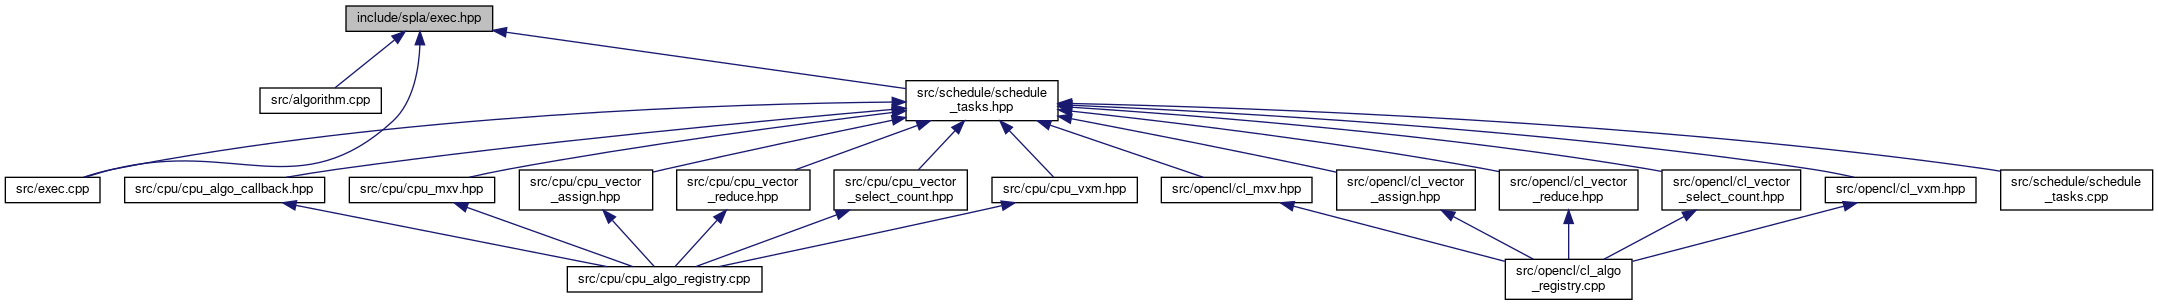 include/spla/exec.hpp
src/algorithm.cpp
src/schedule/schedule
_tasks.hpp
src/exec.cpp
src/cpu/cpu_algo_callback.hpp
src/cpu/cpu_mxv.hpp
src/cpu/cpu_vector
_assign.hpp
src/cpu/cpu_vector
_reduce.hpp
src/cpu/cpu_vector
_select_count.hpp
src/cpu/cpu_vxm.hpp
src/opencl/cl_mxv.hpp
src/opencl/cl_vector
_assign.hpp
src/opencl/cl_vector
_reduce.hpp
src/opencl/cl_vector
_select_count.hpp
src/opencl/cl_vxm.hpp
src/schedule/schedule
_tasks.cpp
src/cpu/cpu_algo_registry.cpp
src/opencl/cl_algo
_registry.cpp